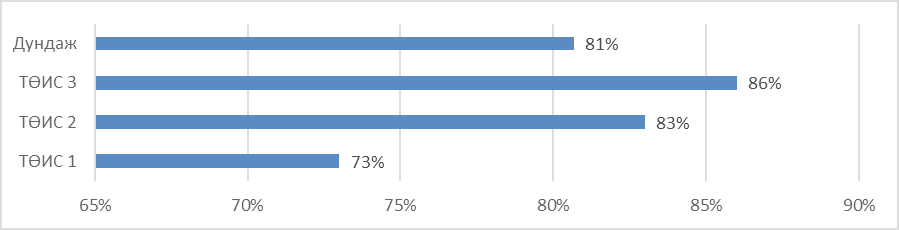 Дундаж 81%
ТӨИС 3 86%
ТӨИС 2 83%
ТӨИС 1 73%
65% 70% 75% 80% 85% 90%